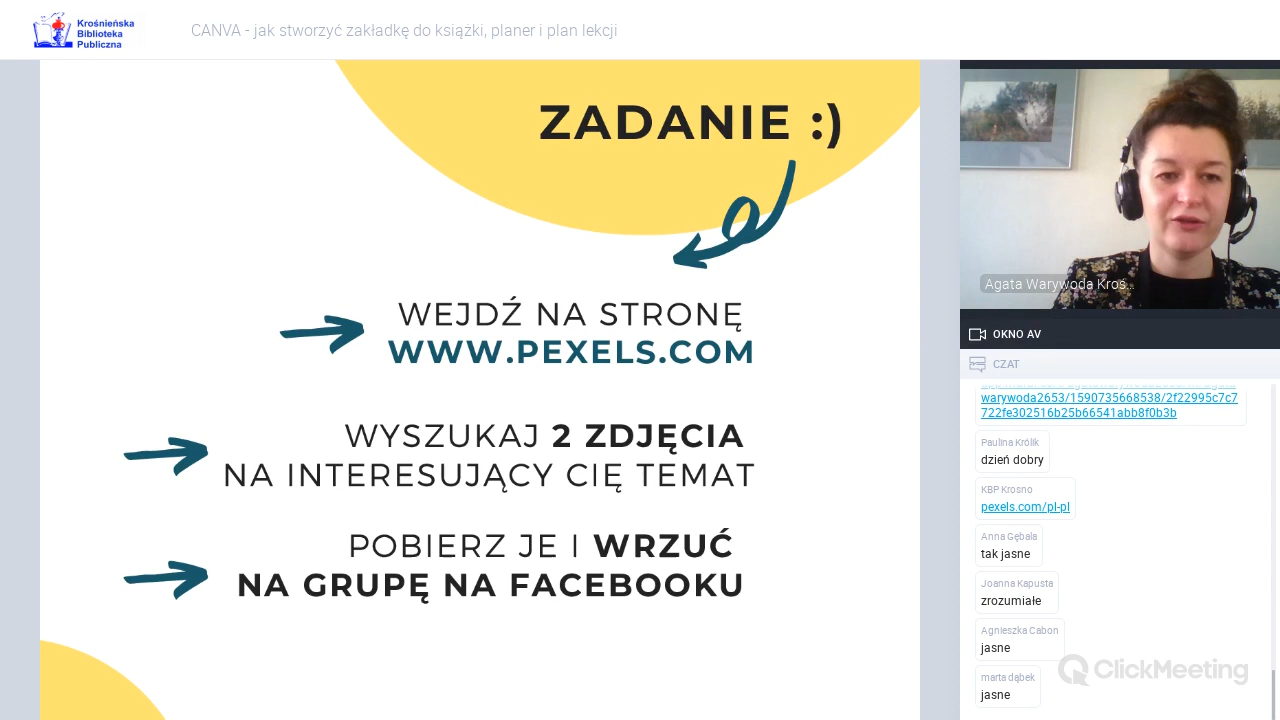 Krośnieńska
Biblioteka
Publiczna
CANVA - jak stworzyć zakładkę do książki, planer i plan lekcji
ZADANIE :)
WEJDŹ NA STRONĘ
WWW.PEXELS.COM
WYSZUKAJ 2 ZDJĘCIA
NA INTERESUJĄCY CIĘ TEMAT
POBIERZ JE I WRZUĆ
NA GRUPĘ NA FACEBOOKU
Agata Warywoda Kroś...
OKNO AV
CZAT
warywoda2653/1590735668538/2f22995c7c7
722fe302516b25b66541abb8f0b3b
Paulina Królik
dzień dobry
KBP Krosno
pexels.com/pl-pl
Anna Gębala
tak jasne
Joanna Kapusta
zrozumiałe
Agnieszka Cabon
jasne
marta dąbek
jasne
ClickMeeting